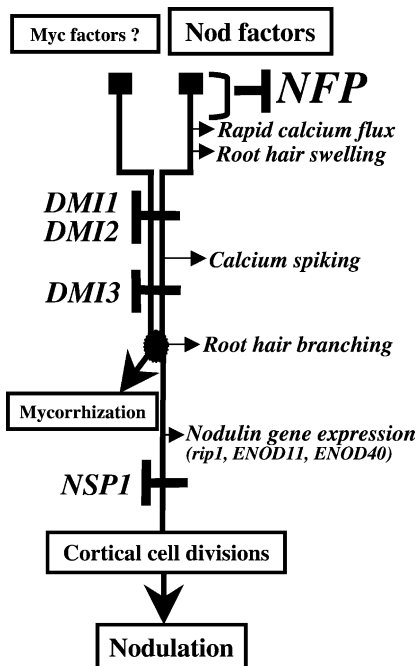 Myc factors ?
Nod factors
NFP
Rapid calcium flux
Root hair swelling
DMI1
DMI2
Calcium spiking
DMI3
Root hair branching
Mycorrhization
Nodulin gene expression
(rip1, ENOD11, ENOD40)
NSP1
Cortical cell divisions
Nodulation